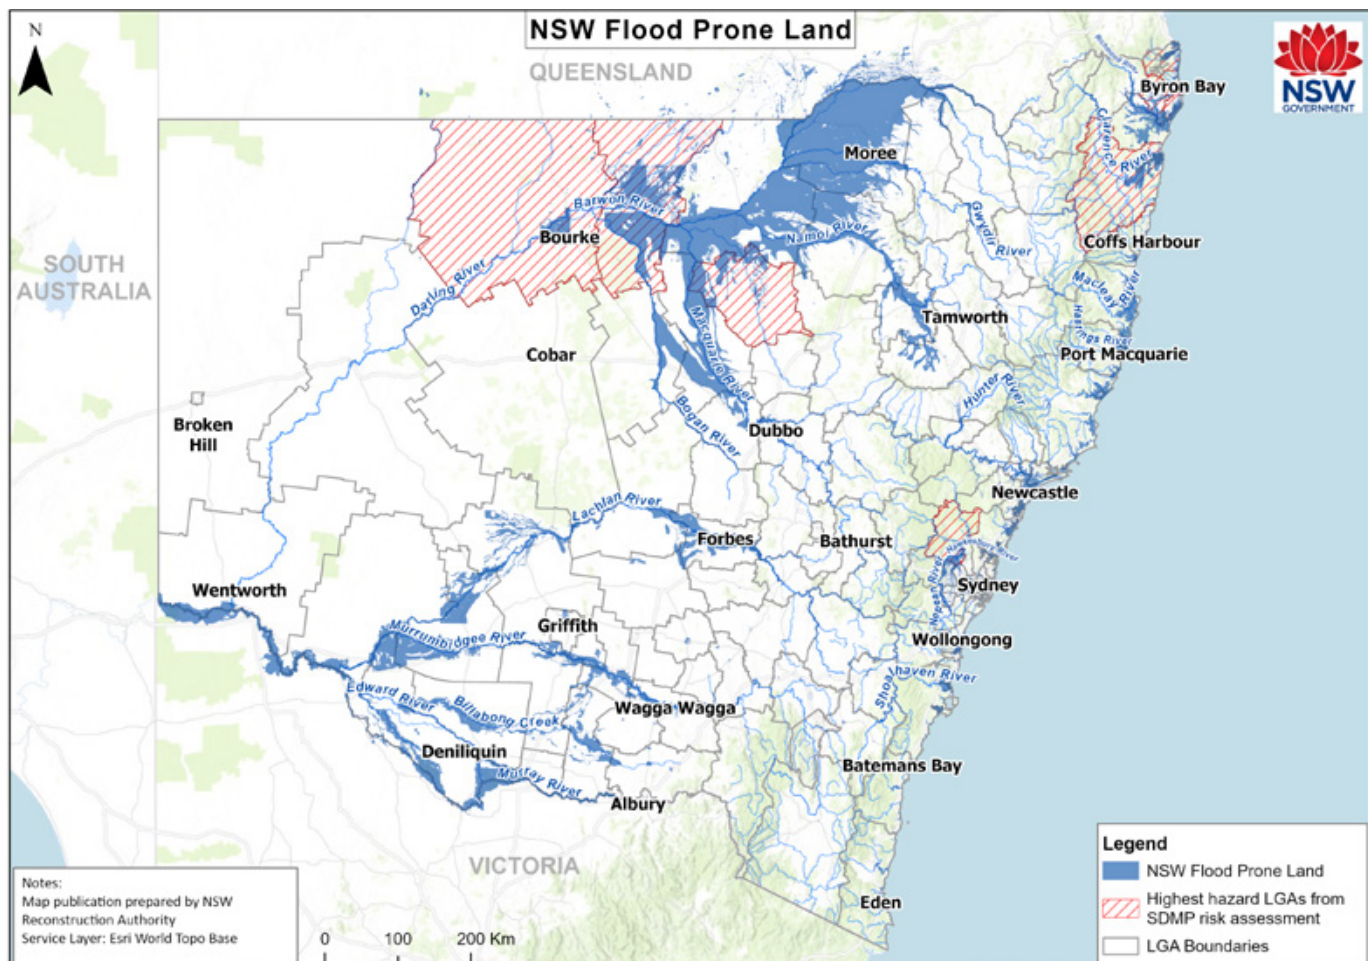 NSW Flood Prone Land
N
QUEENSLAND
NSW
GOVERNMENT
Byron Bay
Clarence River
Moree
Barwon River
Gwydir River
Namoi River
Bourke
Coffs Harbour
SOUTH
AUSTRALIA
Darling River
Macleay River
Tamworth
Hastings River
Cobar
Macquarie River
Port Macquarie
Hunter River
Broken
Hill
Bogan River
Dubbo
Newcastle
Lachlan River
Forbes
Bathurst
Hawkesbury River
Nepean River
Sydney
Wentworth
Griffith
Murrumbidgee River
Wollongong
Shoalhaven River
Edward River
Billabong Creek
Wagga Wagga
Deniliquin
Batemans Bay
Murray River
Albury
VICTORIA
Eden
Notes:
Map publication prepared by NSW
Reconstruction Authority
Service Layer: Esri World Topo Base
0 100 200 Km
Legend
NSW Flood Prone Land
Highest hazard LGAs from
SDMP risk assessment
LGA Boundaries